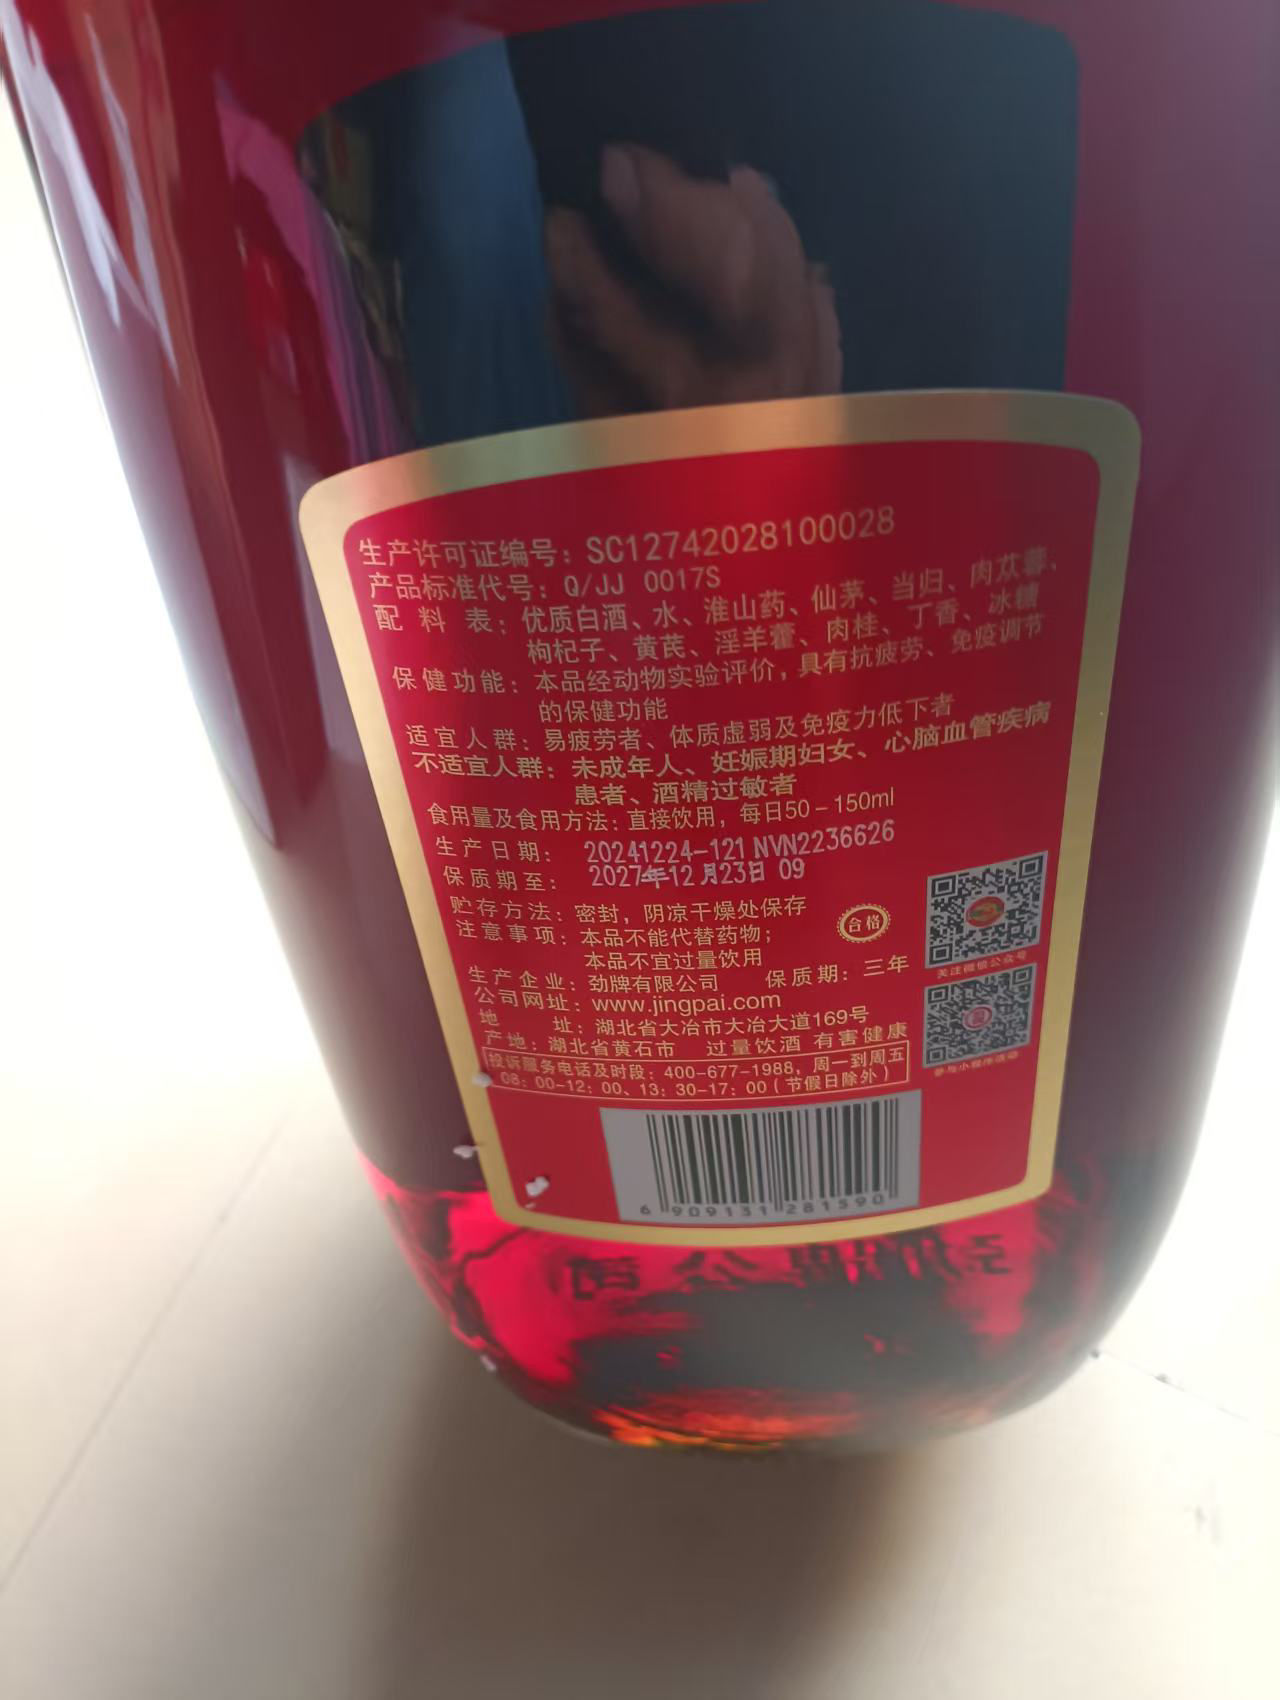 生产许可证编号：SC12742028100028
产品标准代号：Q/JJ 0017S
配 料 表：优质白酒、水、淮山药、仙茅、当归、肉苁蓉、
枸杞子、黄芪、淫羊藿、肉桂、丁香、冰糖
保健功能：本品经动物实验评价，具有抗疲劳、免疫调节
的保健功能
适宜人群：易疲劳者、体质虚弱及免疫力低下者
不适宜人群：未成年人、妊娠期妇女、心脑血管疾病
患者、酒精过敏者
食用量及食用方法：直接饮用，每日50-150ml
生产日期：20241224-121 NVN2236626
保质期至：2027年12月23日 09
贮存方法：密封，阴凉干燥处保存
注意事项：本品不能代替药物；
本品不宜过量饮用
合格
生产企业：劲牌有限公司 保质期：三年
公司网址：www.jingpai.com
地 址：湖北省大冶市大冶大道169号
产地：湖北省黄石市 过量饮酒 有害健康
投诉服务电话及时段：400-677-1988，周一到周五
08：00-12：00、13：30-17：00（节假日除外）
关注微信公众号
参与小程序活动
6 909131 281590